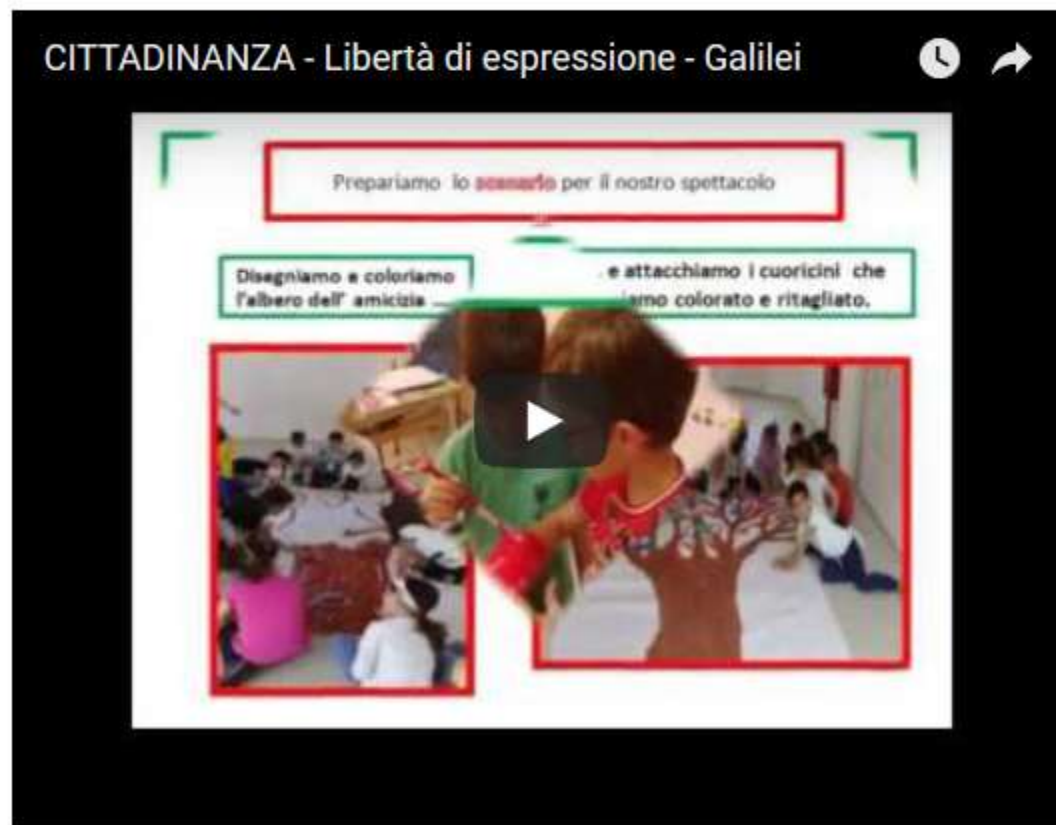 CITTADINANZA - Libertà di espressione - Galilei
Prepariamo lo scenario per il nostro spettacolo
Disegniamo e coloriamo
l'albero dell' amicizia
e attacchiamo i cuoricini che
iamo colorato e ritagliato.